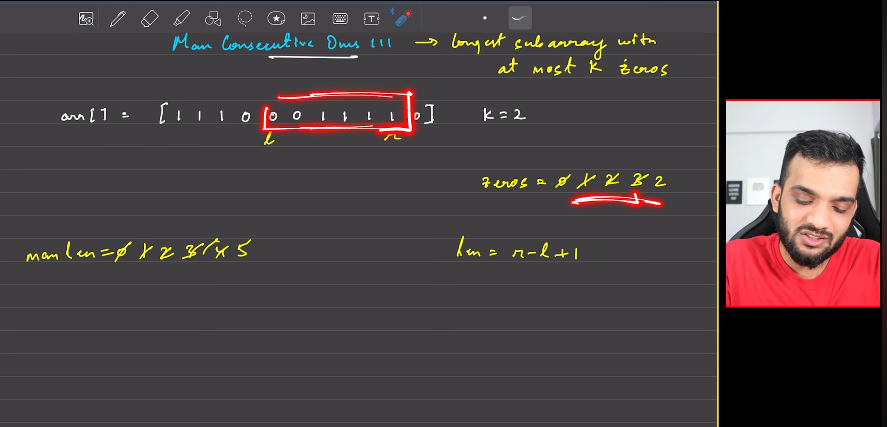 Max Consecutive Ones III → longest subarray with
at most K zeros
arr[] = [1 1 1 0 0 0 1 1 1 1 0] K = 2
l r
zeros = 0 1 2 3 2
maxlen = 0 1 2 3 4 5
len = r - l + 1